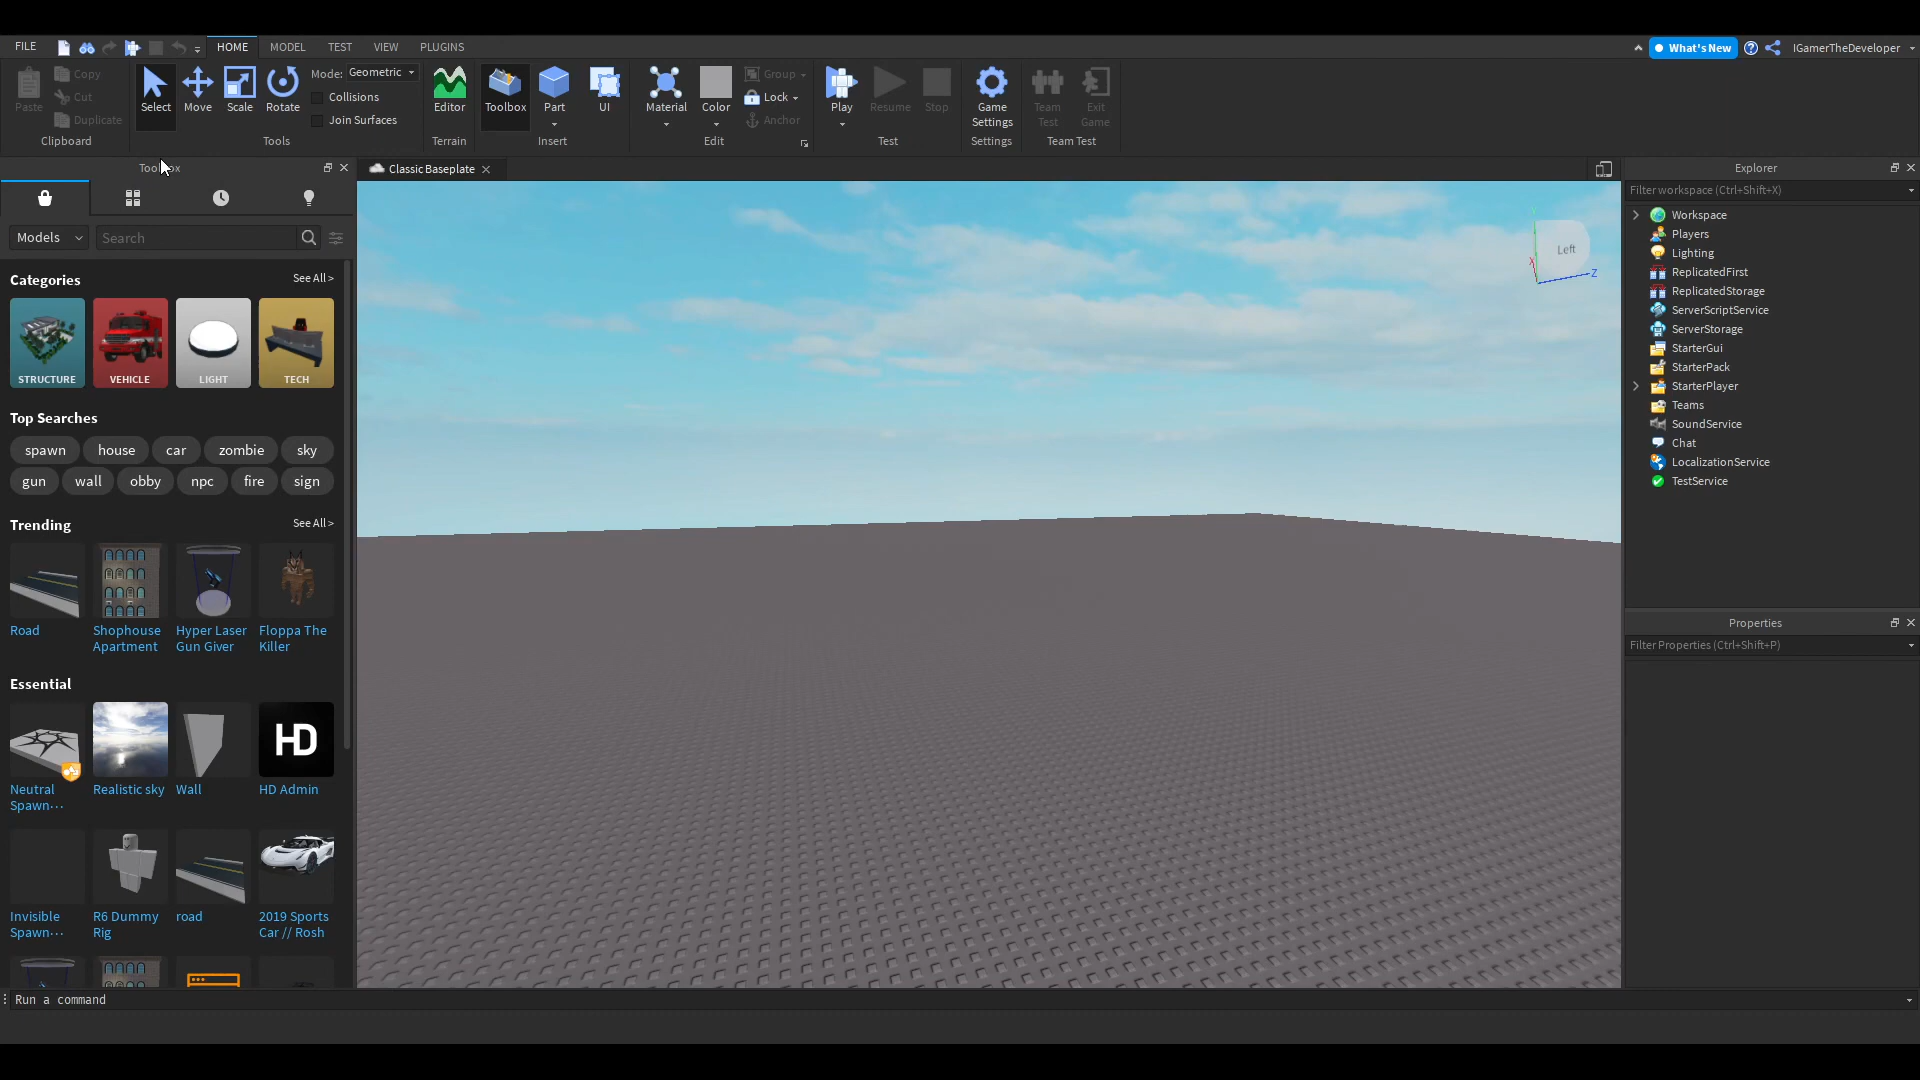 FILE HOME MODEL TEST VIEW PLUGINS What's New IGamerTheDeveloper
Paste Copy Cut Duplicate
Clipboard
Select Move Scale Rotate
Mode: Geometric
Collisions
Join Surfaces
Tools
Editor
Terrain
Toolbox Part UI
Insert
Material Color
Group
Lock
Anchor
Edit
Play Resume Stop
Test
Game
Settings
Settings
Team
Test
Exit
Game
Team Test
Toolbox
Models Search
Categories See All >
STRUCTURE VEHICLE LIGHT TECH
Top Searches
spawn house car zombie sky
gun wall obby npc fire sign
Trending See All >
Road
Shophouse
Apartment
Hyper Laser
Gun Giver
Floppa The
Killer
Essential
HD
Neutral
Spawn···
Realistic sky
Wall
HD Admin
Invisible
Spawn···
R6 Dummy
Rig
road
2019 Sports
Car // Rosh
Classic Baseplate
Y
Left
X
Z
Explorer
Filter workspace (Ctrl+Shift+X)
Workspace
Players
Lighting
ReplicatedFirst
ReplicatedStorage
ServerScriptService
ServerStorage
StarterGui
StarterPack
StarterPlayer
Teams
SoundService
Chat
LocalizationService
TestService
Properties
Filter Properties (Ctrl+Shift+P)
Run a command